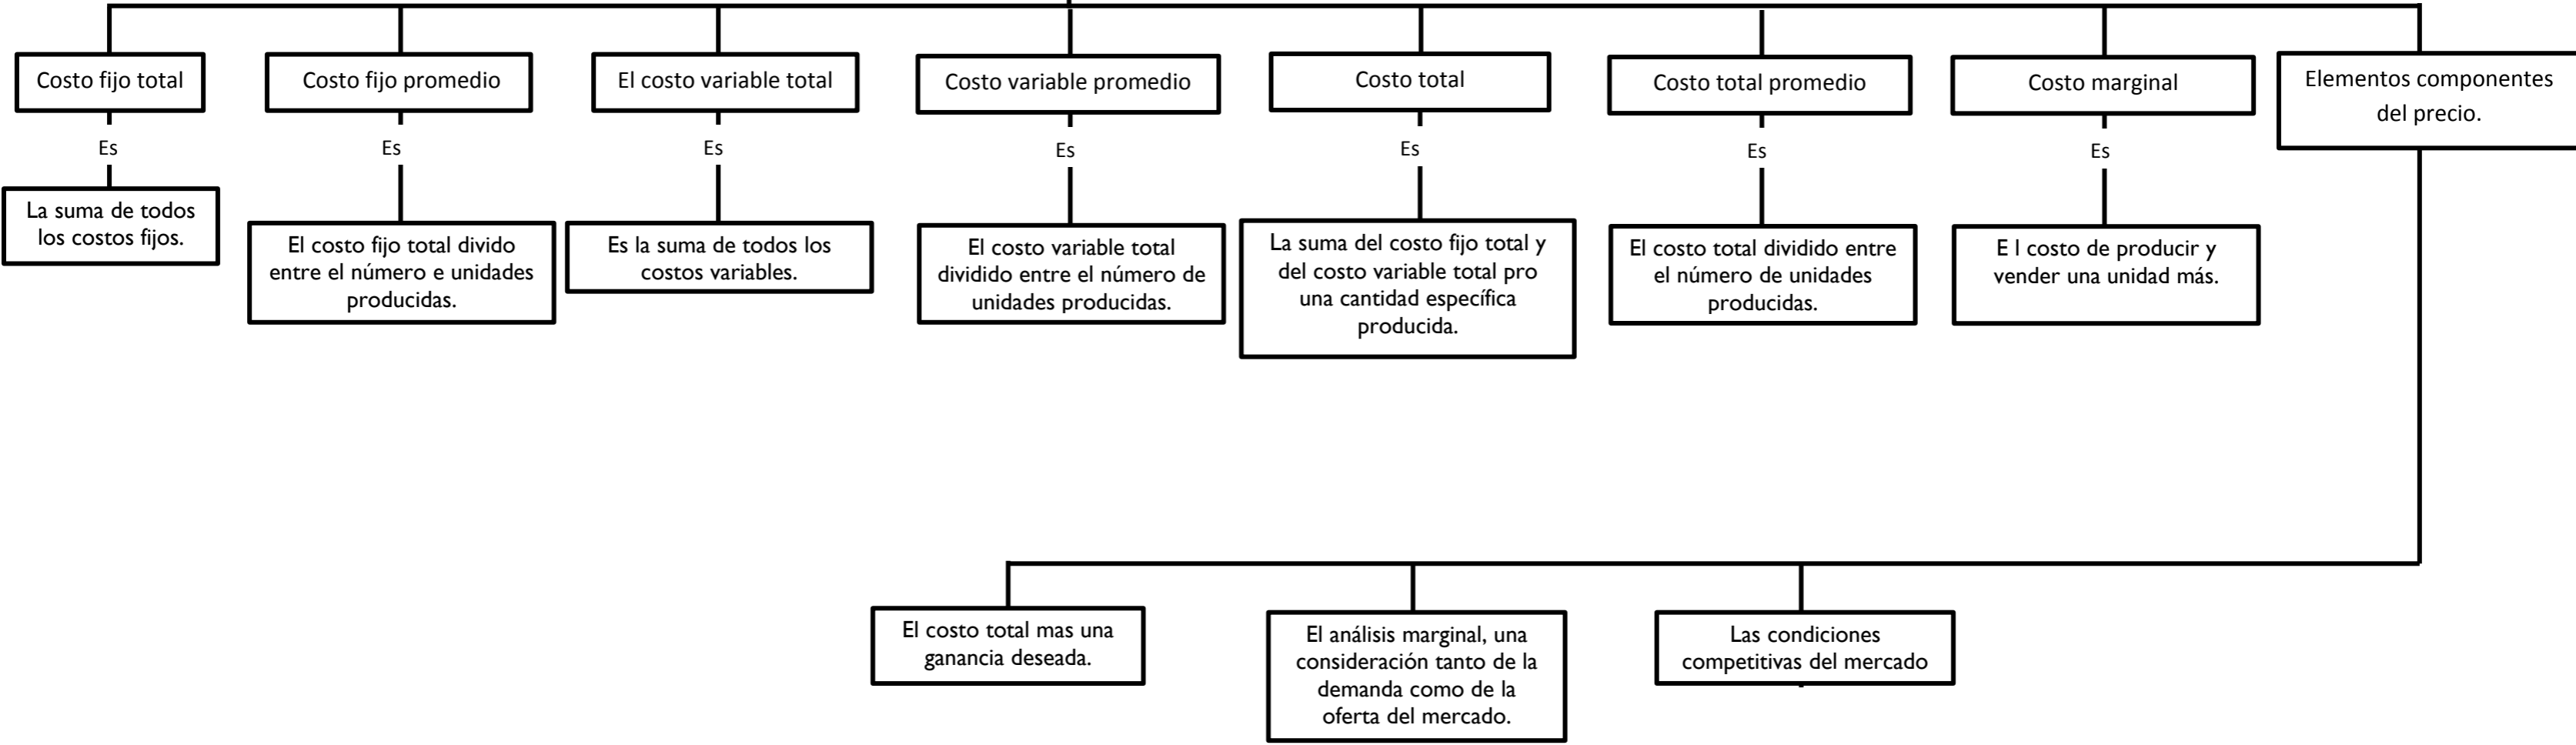 Costo fijo total
Costo fijo promedio
El costo variable total
Costo variable promedio
Costo total
Costo total promedio
Costo marginal
Elementos componentes
del precio.
Es
Es
Es
Es
Es
Es
Es
La suma de todos
los costos fijos.
El costo fijo total divido
entre el número e unidades
producidas.
Es la suma de todos los
costos variables.
El costo variable total
dividido entre el número de
unidades producidas.
La suma del costo fijo total y
del costo variable total pro
una cantidad específica
producida.
El costo total dividido entre
el número de unidades
producidas.
E l costo de producir y
vender una unidad más.
El costo total mas una
ganancia deseada.
El análisis marginal, una
consideración tanto de la
demanda como de la
oferta del mercado.
Las condiciones
competitivas del mercado